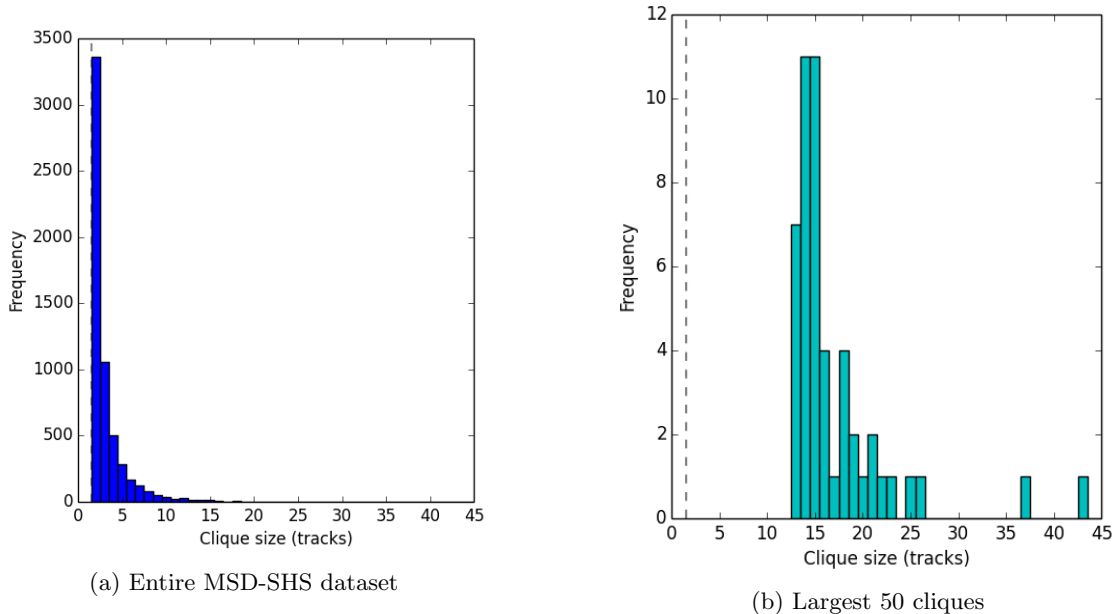 3500
3000
2500
2000
1500
1000
500
0
Frequency
0 5 10 15 20 25 30 35 40 45
Clique size (tracks)
(a) Entire MSD-SHS dataset
12
10
8
6
4
2
0
Frequency
0 5 10 15 20 25 30 35 40 45
Clique size (tracks)
(b) Largest 50 cliques